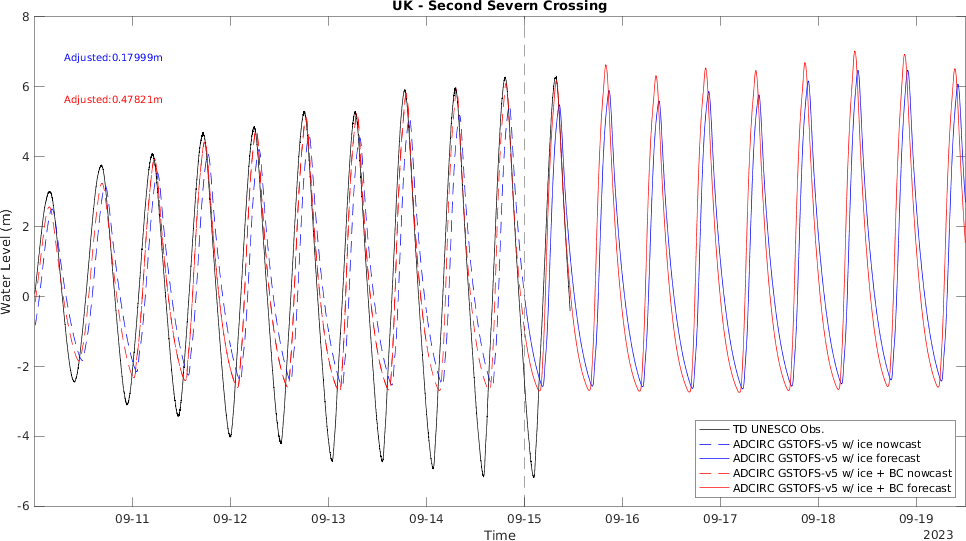 UK - Second Severn Crossing
8
6
4
2
0
-2
-4
-6
Water Level (m)
Adjusted:0.17999m
Adjusted:0.47821m
TD UNESCO Obs.
ADCIRC GSTOFS-v5 w/ ice nowcast
ADCIRC GSTOFS-v5 w/ ice forecast
ADCIRC GSTOFS-v5 w/ ice + BC nowcast
ADCIRC GSTOFS-v5 w/ ice + BC forecast
09-11 09-12 09-13 09-14 09-15 09-16 09-17 09-18 09-19
Time
2023